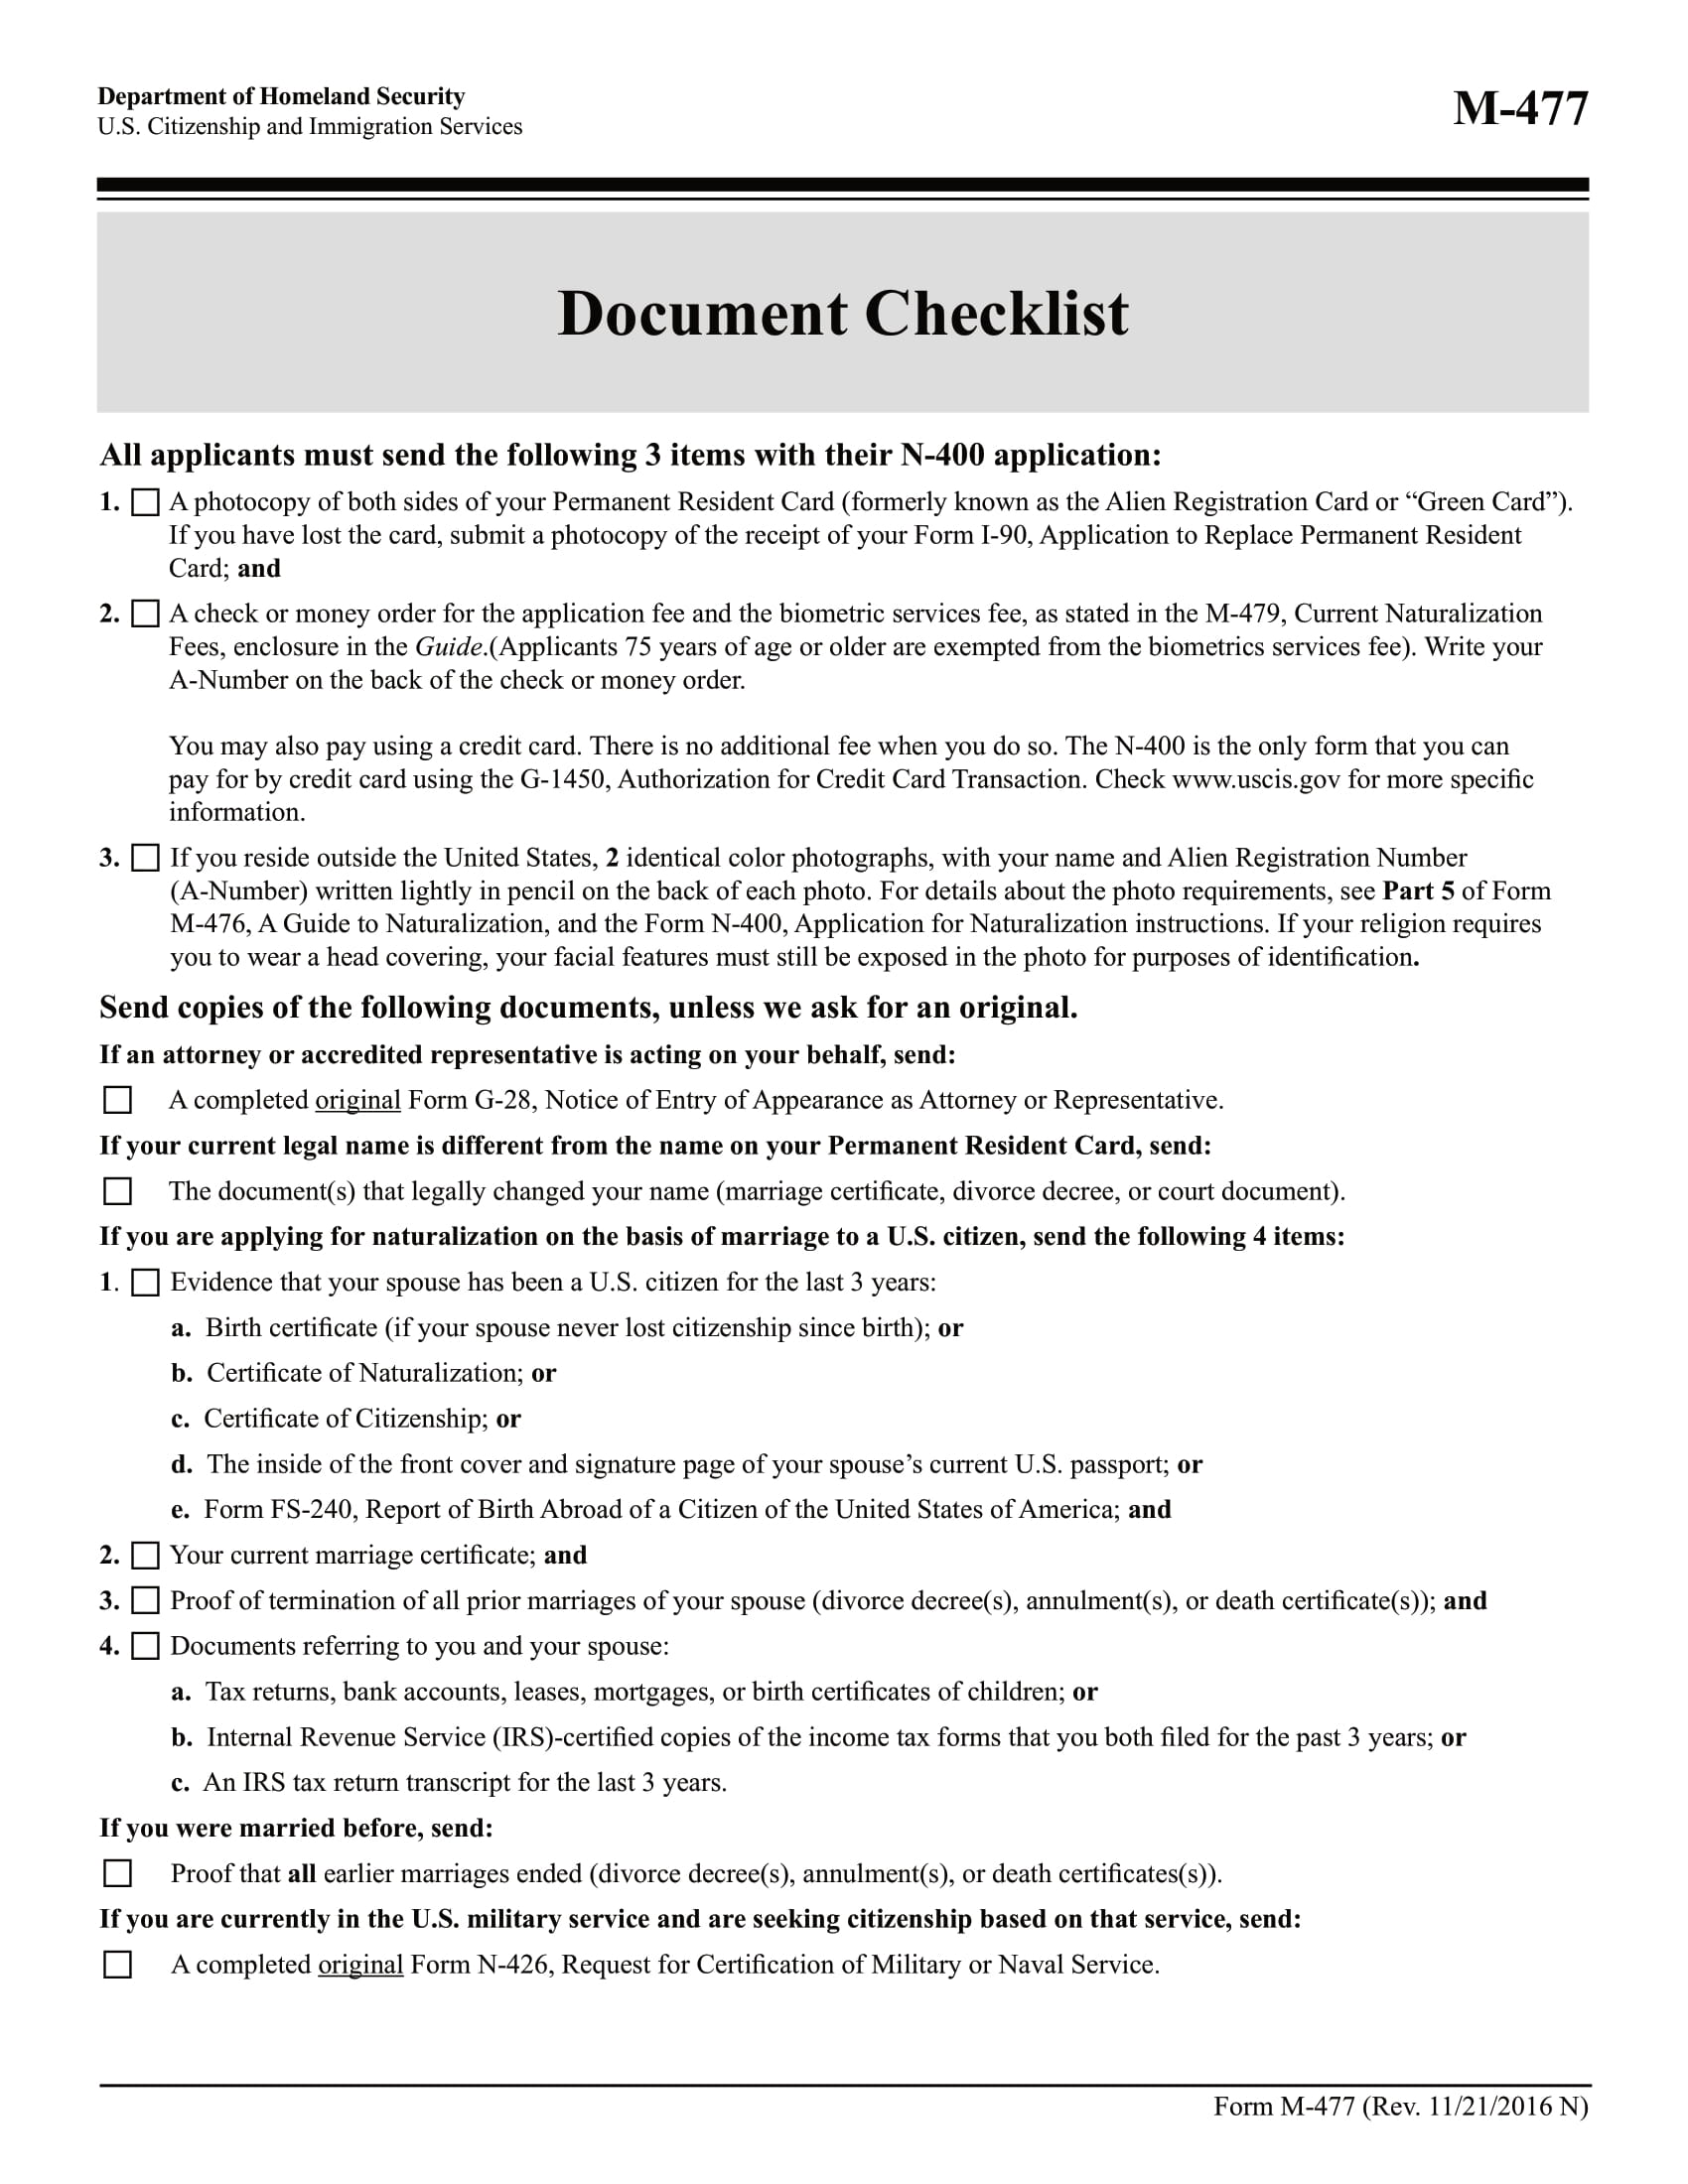 Department of Homeland Security
U.S. Citizenship and Immigration Services
M-477
Document Checklist
All applicants must send the following 3 items with their N-400 application:
1. A photocopy of both sides of your Permanent Resident Card (formerly known as the Alien Registration Card or “Green Card”).
If you have lost the card, submit a photocopy of the receipt of your Form I-90, Application to Replace Permanent Resident
Card; and
2. A check or money order for the application fee and the biometric services fee, as stated in the M-479, Current Naturalization
Fees, enclosure in the Guide.(Applicants 75 years of age or older are exempted from the biometrics services fee). Write your
A-Number on the back of the check or money order.
You may also pay using a credit card. There is no additional fee when you do so. The N-400 is the only form that you can
pay for by credit card using the G-1450, Authorization for Credit Card Transaction. Check www.uscis.gov for more specific
information.
3. If you reside outside the United States, 2 identical color photographs, with your name and Alien Registration Number
(A-Number) written lightly in pencil on the back of each photo. For details about the photo requirements, see Part 5 of Form
M-476, A Guide to Naturalization, and the Form N-400, Application for Naturalization instructions. If your religion requires
you to wear a head covering, your facial features must still be exposed in the photo for purposes of identification.
Send copies of the following documents, unless we ask for an original.
If an attorney or accredited representative is acting on your behalf, send:
A completed original Form G-28, Notice of Entry of Appearance as Attorney or Representative.
If your current legal name is different from the name on your Permanent Resident Card, send:
The document(s) that legally changed your name (marriage certificate, divorce decree, or court document).
If you are applying for naturalization on the basis of marriage to a U.S. citizen, send the following 4 items:
1. Evidence that your spouse has been a U.S. citizen for the last 3 years:
a. Birth certificate (if your spouse never lost citizenship since birth); or
b. Certificate of Naturalization; or
c. Certificate of Citizenship; or
d. The inside of the front cover and signature page of your spouse’s current U.S. passport; or
e. Form FS-240, Report of Birth Abroad of a Citizen of the United States of America; and
2. Your current marriage certificate; and
3. Proof of termination of all prior marriages of your spouse (divorce decree(s), annulment(s), or death certificate(s)); and
4. Documents referring to you and your spouse:
a. Tax returns, bank accounts, leases, mortgages, or birth certificates of children; or
b. Internal Revenue Service (IRS)-certified copies of the income tax forms that you both filed for the past 3 years; or
c. An IRS tax return transcript for the last 3 years.
If you were married before, send:
Proof that all earlier marriages ended (divorce decree(s), annulment(s), or death certificates(s)).
If you are currently in the U.S. military service and are seeking citizenship based on that service, send:
A completed original Form N-426, Request for Certification of Military or Naval Service.
Form M-477 (Rev. 11/21/2016 N)